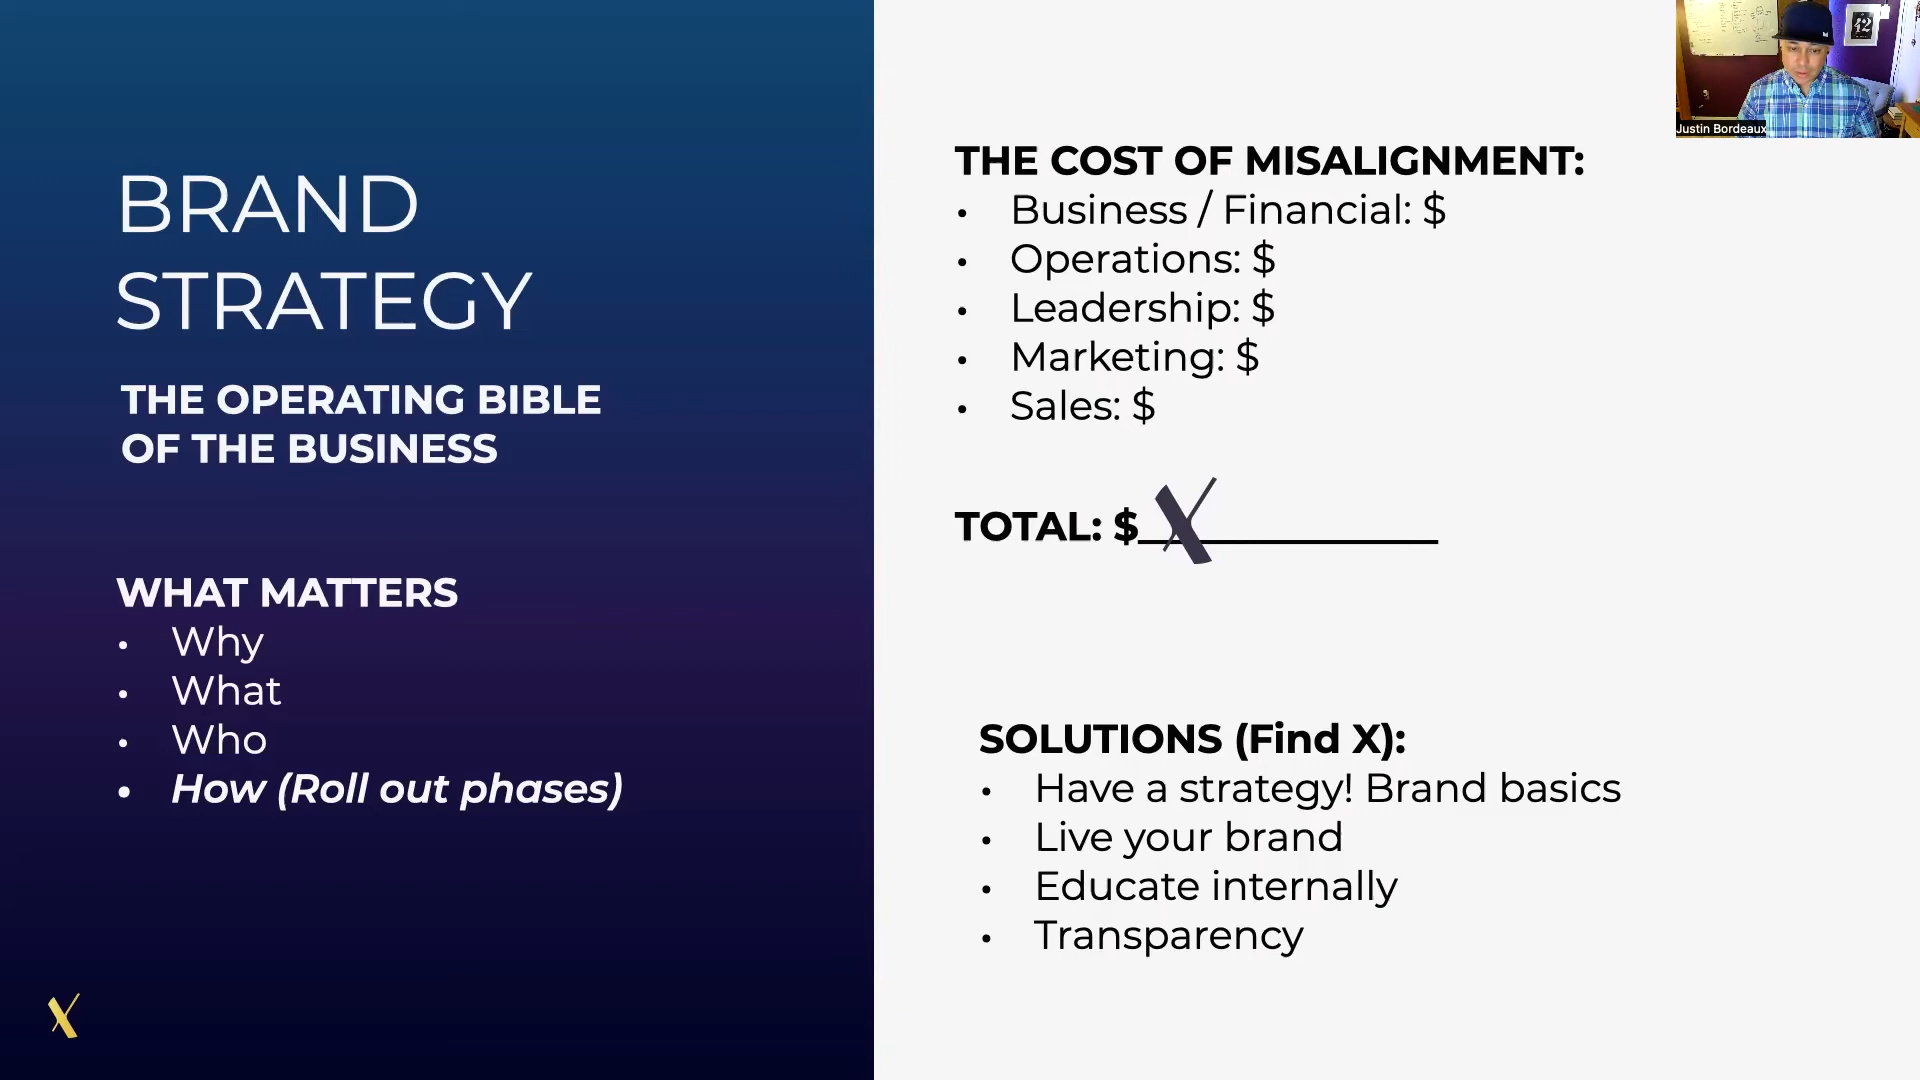 BRAND
STRATEGY
THE OPERATING BIBLE
OF THE BUSINESS
WHAT MATTERS
• Why
• What
• Who
• How (Roll out phases)
X
THE COST OF MISALIGNMENT:
• Business / Financial: $
• Operations: $
• Leadership: $
• Marketing: $
• Sales: $
TOTAL: $X______________
SOLUTIONS (Find X):
• Have a strategy! Brand basics
• Live your brand
• Educate internally
• Transparency
42
Justin Bordeaux